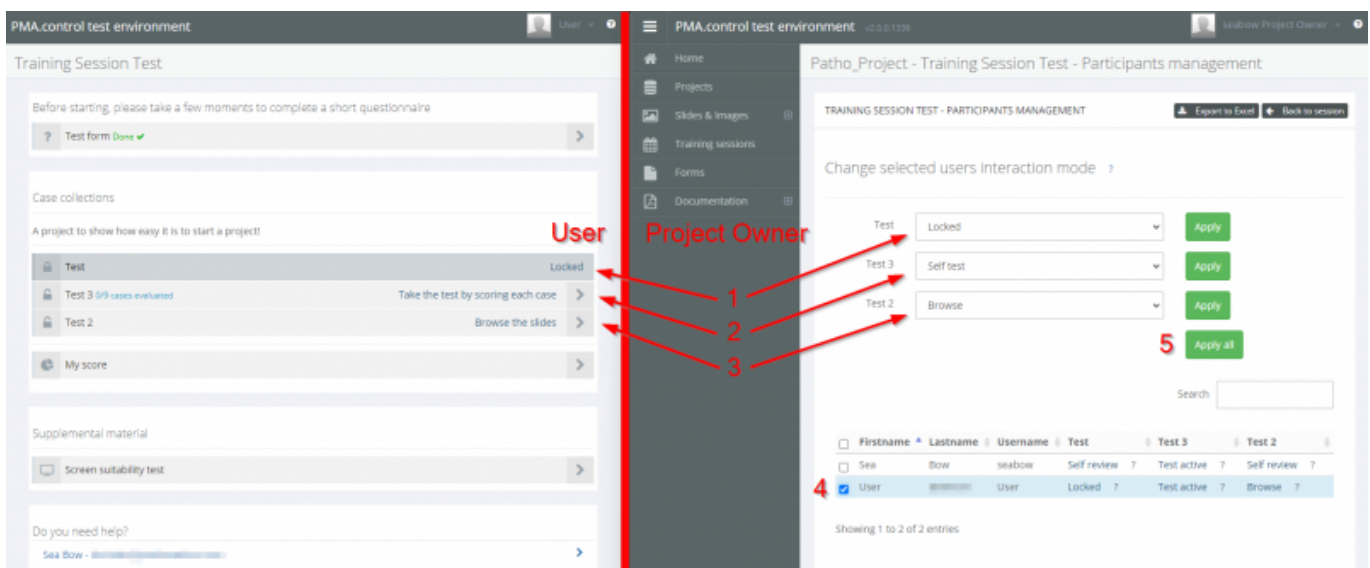 PMA.control test environment
User
Training Session Test
Before starting, please take a few moments to complete a short questionnaire
? Test form Done ✔
Case collections
A project to show how easy it is to start a project!
Test Locked
Test 3 0/9 cases evaluated Take the test by scoring each case
Test 2 Browse the slides
My score
Supplemental material
Screen suitability test
Do you need help?
Sea Bow -
User
Project Owner
1
2
3
PMA.control test environment v2.0.0.1336
seabow Project Owner
Home
Projects
Slides & Images
Training sessions
Forms
Documentation
Patho_Project - Training Session Test - Participants management
TRAINING SESSION TEST - PARTICIPANTS MANAGEMENT Export to Excel Back to session
Change selected users interaction mode ?
Test Locked Apply
Test 3 Self test Apply
Test 2 Browse Apply
5 Apply all
Search
Firstname Lastname Username Test Test 3 Test 2
Sea Bow seabow Self review ? Test active ? Self review ?
4 User User Locked ? Test active ? Browse ?
Showing 1 to 2 of 2 entries